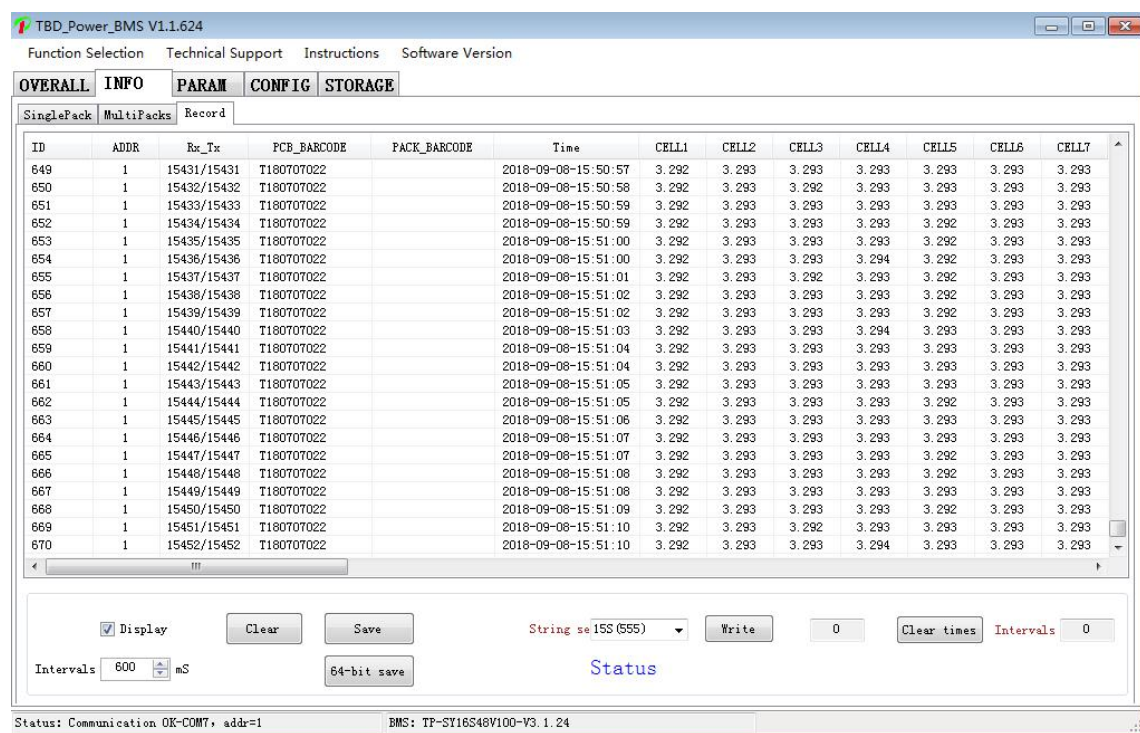 TBD_Power_BMS V1.1.624
Function Selection Technical Support Instructions Software Version
OVERALL INFO PARAM CONFIG STORAGE
SinglePack MultiPacks Record
ID ADDR Rx_Tx PCB_BARCODE PACK_BARCODE Time CELL1 CELL2 CELL3 CELL4 CELL5 CELL6 CELL7
649 1 15431/15431 T180707022 2018-09-08-15:50:57 3.292 3.293 3.293 3.293 3.293 3.293 3.293
650 1 15432/15432 T180707022 2018-09-08-15:50:58 3.292 3.293 3.292 3.293 3.293 3.293 3.293
651 1 15433/15433 T180707022 2018-09-08-15:50:59 3.292 3.293 3.293 3.293 3.293 3.293 3.293
652 1 15434/15434 T180707022 2018-09-08-15:50:59 3.292 3.293 3.293 3.293 3.292 3.293 3.293
653 1 15435/15435 T180707022 2018-09-08-15:51:00 3.292 3.293 3.293 3.293 3.292 3.293 3.293
654 1 15436/15436 T180707022 2018-09-08-15:51:00 3.292 3.293 3.293 3.294 3.292 3.293 3.293
655 1 15437/15437 T180707022 2018-09-08-15:51:01 3.292 3.293 3.292 3.293 3.293 3.293 3.293
656 1 15438/15438 T180707022 2018-09-08-15:51:02 3.292 3.293 3.293 3.293 3.293 3.293 3.293
657 1 15439/15439 T180707022 2018-09-08-15:51:02 3.292 3.293 3.293 3.293 3.292 3.293 3.293
658 1 15440/15440 T180707022 2018-09-08-15:51:03 3.292 3.293 3.293 3.294 3.293 3.293 3.293
659 1 15441/15441 T180707022 2018-09-08-15:51:04 3.292 3.293 3.293 3.293 3.293 3.293 3.293
660 1 15442/15442 T180707022 2018-09-08-15:51:04 3.292 3.293 3.293 3.293 3.293 3.293 3.293
661 1 15443/15443 T180707022 2018-09-08-15:51:05 3.292 3.293 3.293 3.293 3.292 3.293 3.293
662 1 15444/15444 T180707022 2018-09-08-15:51:05 3.292 3.293 3.293 3.293 3.292 3.293 3.293
663 1 15445/15445 T180707022 2018-09-08-15:51:06 3.292 3.293 3.293 3.293 3.293 3.293 3.293
664 1 15446/15446 T180707022 2018-09-08-15:51:07 3.292 3.293 3.293 3.293 3.293 3.293 3.293
665 1 15447/15447 T180707022 2018-09-08-15:51:07 3.292 3.293 3.293 3.293 3.292 3.293 3.293
666 1 15448/15448 T180707022 2018-09-08-15:51:08 3.292 3.293 3.293 3.293 3.293 3.293 3.293
667 1 15449/15449 T180707022 2018-09-08-15:51:08 3.292 3.293 3.293 3.293 3.293 3.293 3.293
668 1 15450/15450 T180707022 2018-09-08-15:51:09 3.292 3.293 3.293 3.293 3.292 3.293 3.293
669 1 15451/15451 T180707022 2018-09-08-15:51:10 3.292 3.293 3.292 3.293 3.293 3.293 3.293
670 1 15452/15452 T180707022 2018-09-08-15:51:10 3.292 3.293 3.293 3.294 3.293 3.293 3.293
Display Clear Save String se 15S(555) Write 0 Clear times Intervals 0
Intervals 600 mS 64-bit save Status
Status: Communication OK-COM7, addr=1 BMS: TP-SY16S48V100-V3.1.24